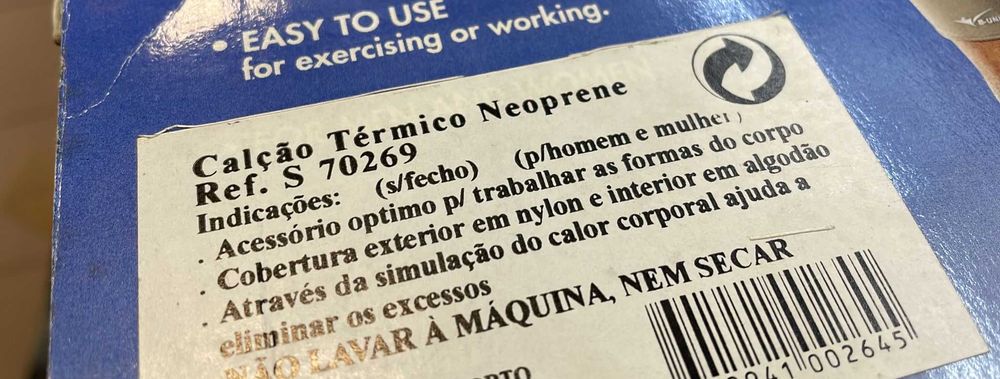 • EASY TO USE
for exercising or working.
Calção Térmico Neoprene
Ref. S 70269
Indicações: (s/fecho) (p/homem e mulher)
. Acessório optimo p/ trabalhar as formas do corpo
. Cobertura exterior em nylon e interior em algodão
. Através da simulação do calor corporal ajuda a
eliminar os excessos
NÃO LAVAR À MÁQUINA, NEM SECAR
002645